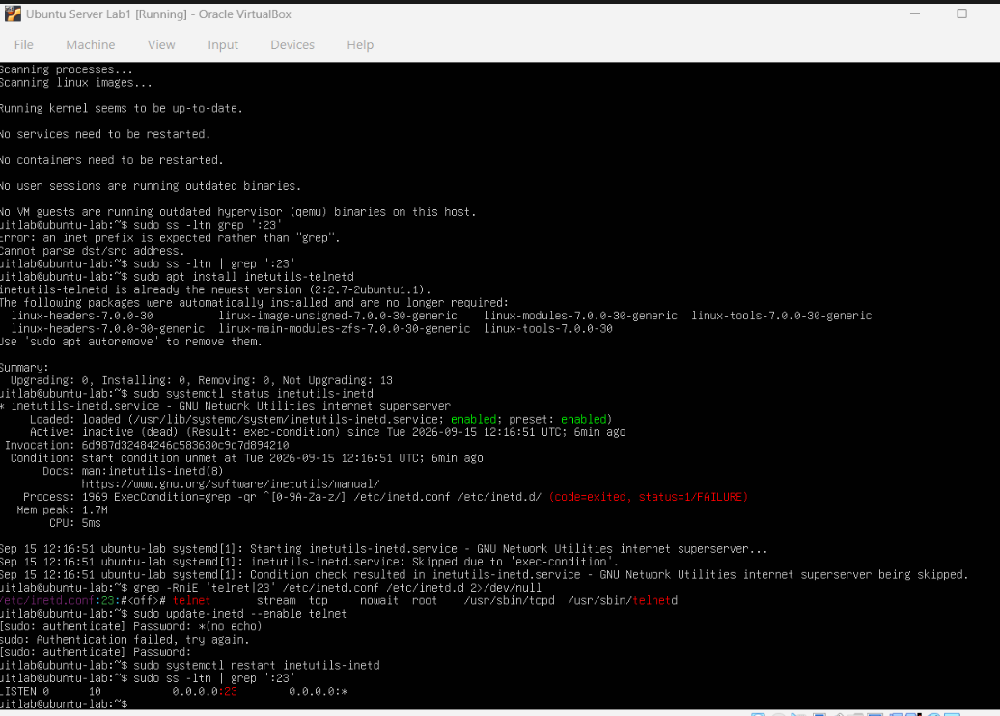 Ubuntu Server Lab1 [Running] - Oracle VirtualBox
File Machine View Input Devices Help
Scanning processes...
Scanning linux images...
Running kernel seems to be up-to-date.
No services need to be restarted.
No containers need to be restarted.
No user sessions are running outdated binaries.
No VM guests are running outdated hypervisor (qemu) binaries on this host.
uitlab@ubuntu-lab:~$ sudo ss -ltn grep ':23'
Error: an inet prefix is expected rather than "grep".
Cannot parse dst/src address.
uitlab@ubuntu-lab:~$ sudo ss -ltn | grep ':23'
uitlab@ubuntu-lab:~$ sudo apt install inetutils-telnetd
inetutils-telnetd is already the newest version (2:2.7-2ubuntu1.1).
The following packages were automatically installed and are no longer required:
linux-headers-7.0.0-30 linux-image-unsigned-7.0.0-30-generic linux-modules-7.0.0-30-generic linux-tools-7.0.0-30-generic
linux-headers-7.0.0-30-generic linux-main-modules-zfs-7.0.0-30-generic linux-tools-7.0.0-30
Use 'sudo apt autoremove' to remove them.
Summary:
Upgrading: 0, Installing: 0, Removing: 0, Not Upgrading: 13
uitlab@ubuntu-lab:~$ sudo systemctl status inetutils-inetd
* inetutils-inetd.service - GNU Network Utilities internet superserver
Loaded: loaded (/usr/lib/systemd/system/inetutils-inetd.service; enabled; preset: enabled)
Active: inactive (dead) (Result: exec-condition) since Tue 2026-09-15 12:16:51 UTC; 6min ago
Invocation: 6d987d32484246c583630c9c7d894210
Condition: start condition unmet at Tue 2026-09-15 12:16:51 UTC; 6min ago
Docs: man:inetutils-inetd(8)
https://www.gnu.org/software/inetutils/manual/
Process: 1969 ExecCondition=grep -qr ^[0-9A-Za-z/] /etc/inetd.conf /etc/inetd.d/ (code=exited, status=1/FAILURE)
Mem peak: 1.7M
CPU: 5ms
Sep 15 12:16:51 ubuntu-lab systemd[1]: Starting inetutils-inetd.service - GNU Network Utilities internet superserver...
Sep 15 12:16:51 ubuntu-lab systemd[1]: inetutils-inetd.service: Skipped due to 'exec-condition'.
Sep 15 12:16:51 ubuntu-lab systemd[1]: Condition check resulted in inetutils-inetd.service - GNU Network Utilities internet superserver being skipped.
uitlab@ubuntu-lab:~$ grep -RniE 'telnet|23' /etc/inetd.conf /etc/inetd.d 2>/dev/null
/etc/inetd.conf:23:#<off># telnet stream tcp nowait root /usr/sbin/tcpd /usr/sbin/telnetd
uitlab@ubuntu-lab:~$ sudo update-inetd --enable telnet
[sudo: authenticate] Password: *(no echo)
sudo: Authentication failed, try again.
[sudo: authenticate] Password:
uitlab@ubuntu-lab:~$ sudo systemctl restart inetutils-inetd
uitlab@ubuntu-lab:~$ sudo ss -ltn | grep ':23'
LISTEN 0 10 0.0.0.0:23 0.0.0.0:*
uitlab@ubuntu-lab:~$